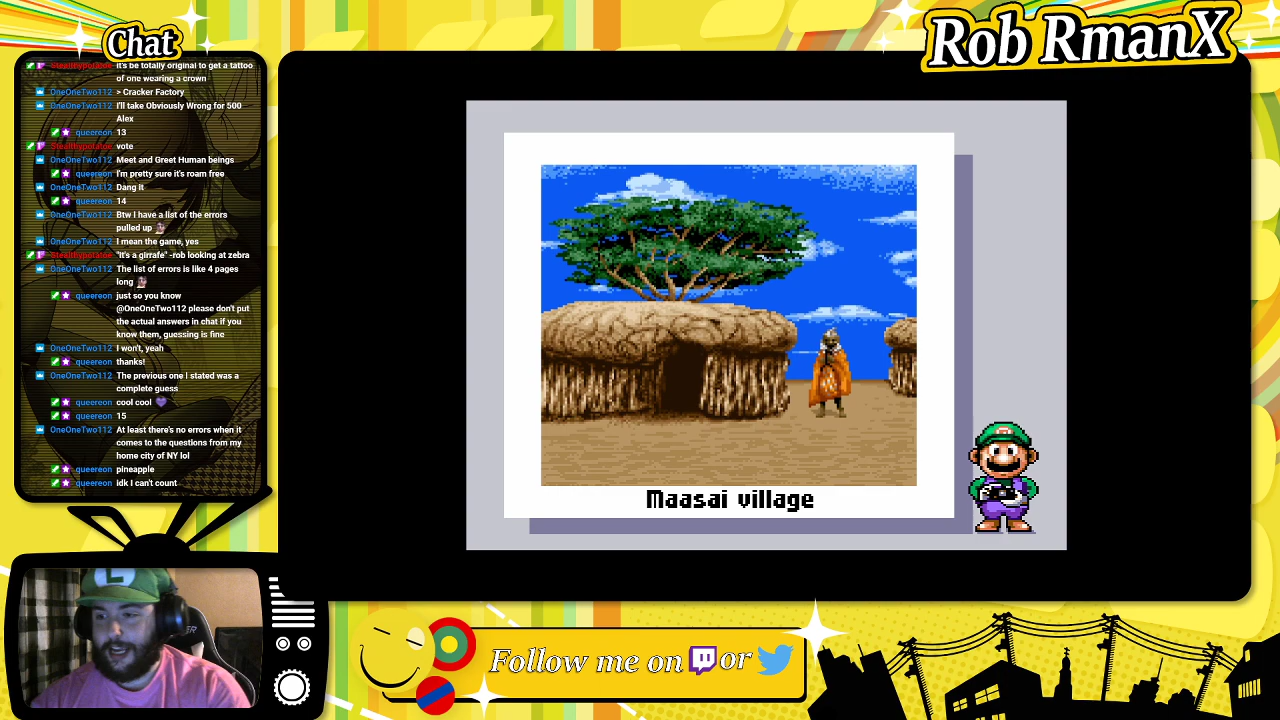 Chat
Rob RmanX
Stealthypotatoe It's be totally original to get a tattoo
of one wearing a crown
OneOneTwo112 > Cracker Factory
OneOneTwo112 I'll take Obviously Wrong for 500
Alex
queereon 13
Stealthypotatoe vote
OneOneTwo112 Meet and Greet Human beings
queereon I'm pretty sure it's roam free
OneOneTwo112 Dang it
queereon 14
OneOneTwo112 Btw I have a list of the errors
pulled up
OneOneTwo112 I mean the game, yes
Stealthypotatoe "It's a girrafe" -rob looking at zebra
OneOneTwo112 The list of errors is like 4 pages
long
queereon just so you know
@OneOneTwo112 please don't put
the actual answers in chat if you
know them, guessing is fine
OneOneTwo112 I won't, yeah
queereon thanks!
OneOneTwo112 The previous one I stated was a
complete guess
queereon cool cool
queereon 15
OneOneTwo112 At least there's no errors when it
comes to the questions from my
home city of NY lol
queereon pineapple
queereon idk I can't count
Maasai village
Follow me on or